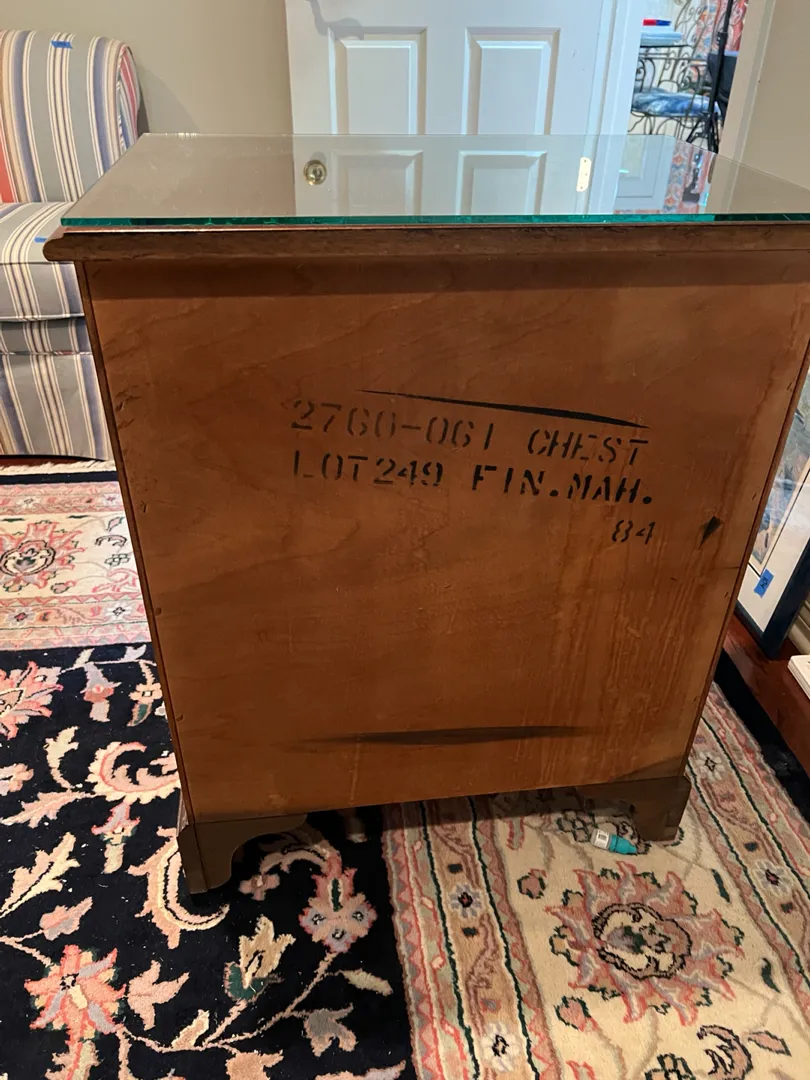 2760-061 CHEST
LOT249 FIN.MAH.
84